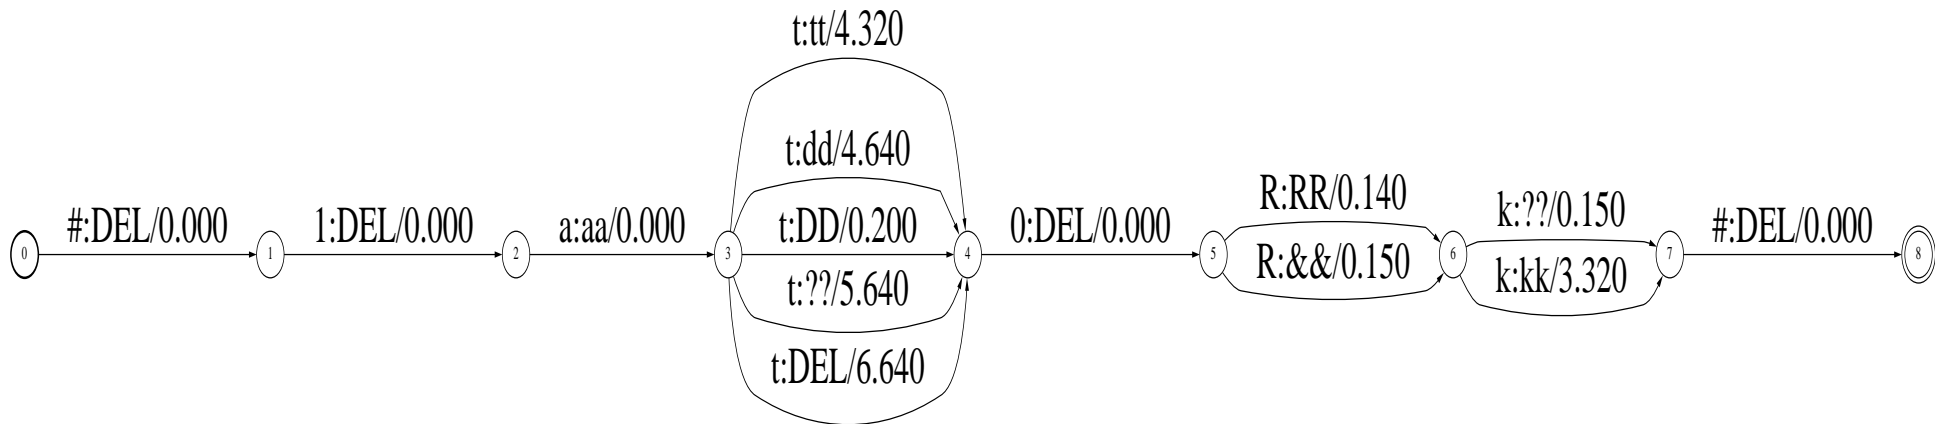 t:tt/4.320
t:dd/4.640
#:DEL/0.000 1:DEL/0.000 a:aa/0.000 t:DD/0.200 0:DEL/0.000 R:RR/0.140 k:??/0.150 #:DEL/0.000
0 1 2 3 4 5 6 7 8
t:??/5.640 R:&&/0.150 k:kk/3.320
t:DEL/6.640